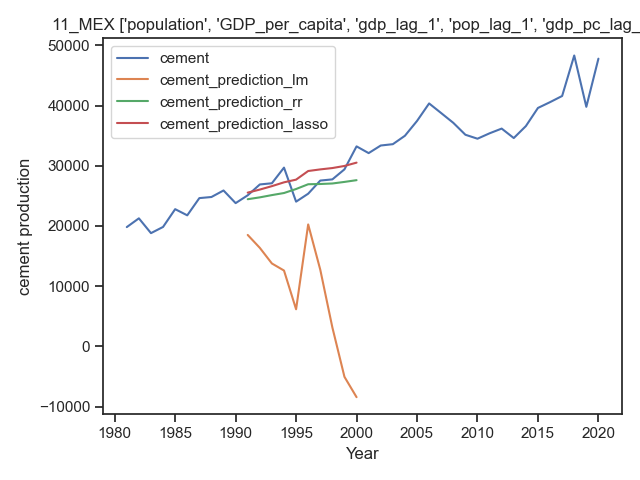 11_MEX ['population', 'GDP_per_capita', 'gdp_lag_1', 'pop_lag_1', 'gdp_pc_lag_
cement
cement_prediction_lm
cement_prediction_rr
cement_prediction_lasso
cement production
50000
40000
30000
20000
10000
0
−10000
1980 1985 1990 1995 2000 2005 2010 2015 2020
Year